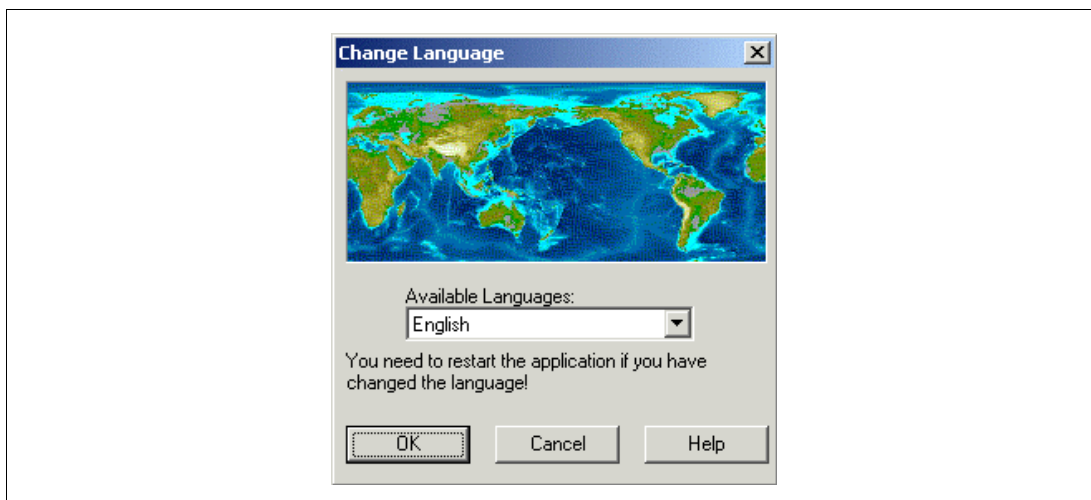 Change Language
Available Languages:
English
You need to restart the application if you have
changed the language!
OK
Cancel
Help